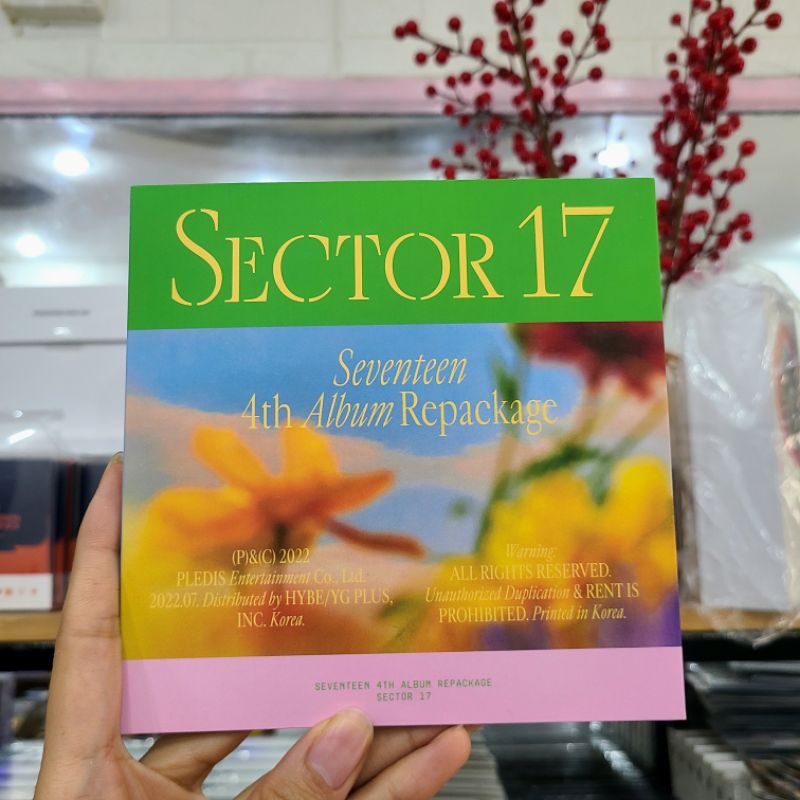 SECTOR 17
Seventeen
4th Album Repackage
(P)&(C) 2022
PLEDIS Entertainment Co., Ltd.
2022.07. Distributed by HYBE/YG PLUS,
INC. Korea.
Warning:
ALL RIGHTS RESERVED.
Unauthorized Duplication & RENT IS
PROHIBITED. Printed in Korea.
SEVENTEEN 4TH ALBUM REPACKAGE
SECTOR 17